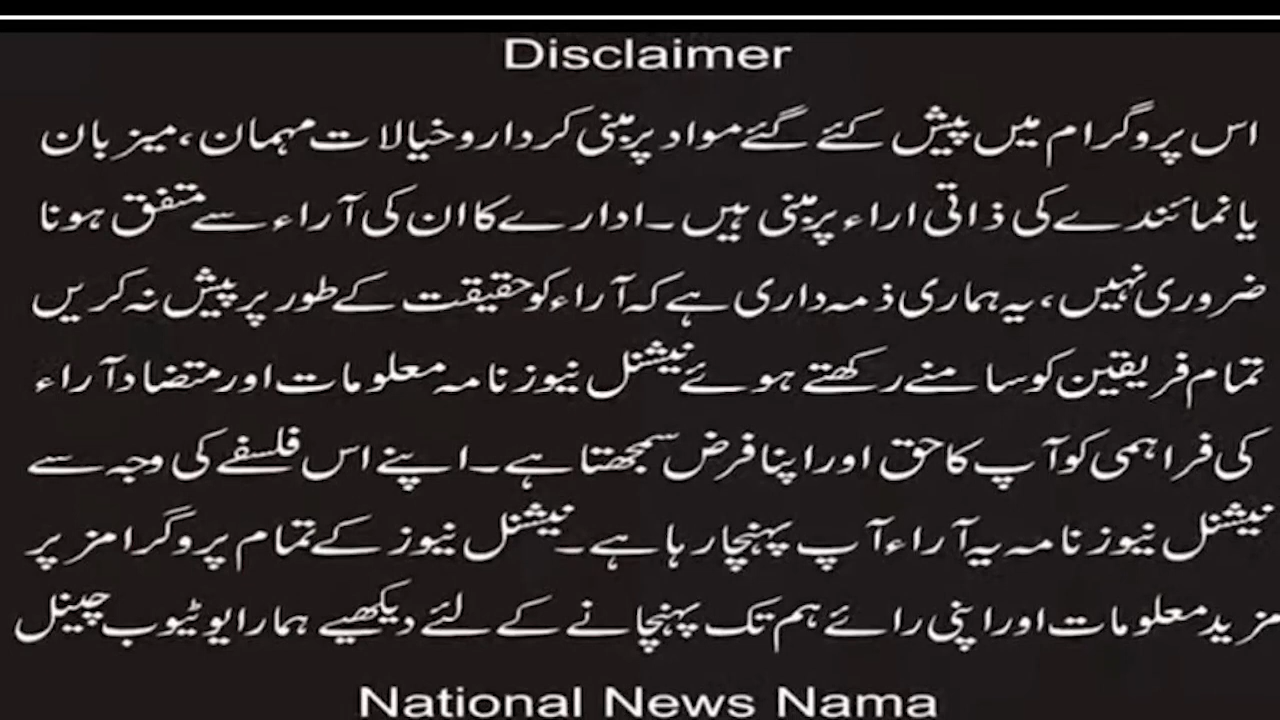 Disclaimer
اس پروگرام میں پیش کئے گئے مواد پر مبنی کردار و خیالات مہمان، میزبان
یا نمائندے کی ذاتی اراء پر مبنی ہیں۔ ادارے کا ان کی آراء سے متفق ہونا
ضروری نہیں، یہ ہماری ذمہ داری ہے کہ آراء کو حقیقت کے طور پر پیش نہ کریں
تمام فریقین کو سامنے رکھتے ہوئے نیشنل نیوز نامہ معلومات اور متضاد آراء
کی فراہمی کو آپ کا حق اور اپنا فرض سمجھتا ہے۔ اپنے اس فلسفے کی وجہ سے
نیشنل نیوز نامہ یہ آراء آپ پہنچا رہا ہے۔ نیشنل نیوز کے تمام پروگرامز پر
مزید معلومات اور اپنی رائے ہم تک پہنچانے کے لئے دیکھیے ہمارا یوٹیوب چینل
National News Nama